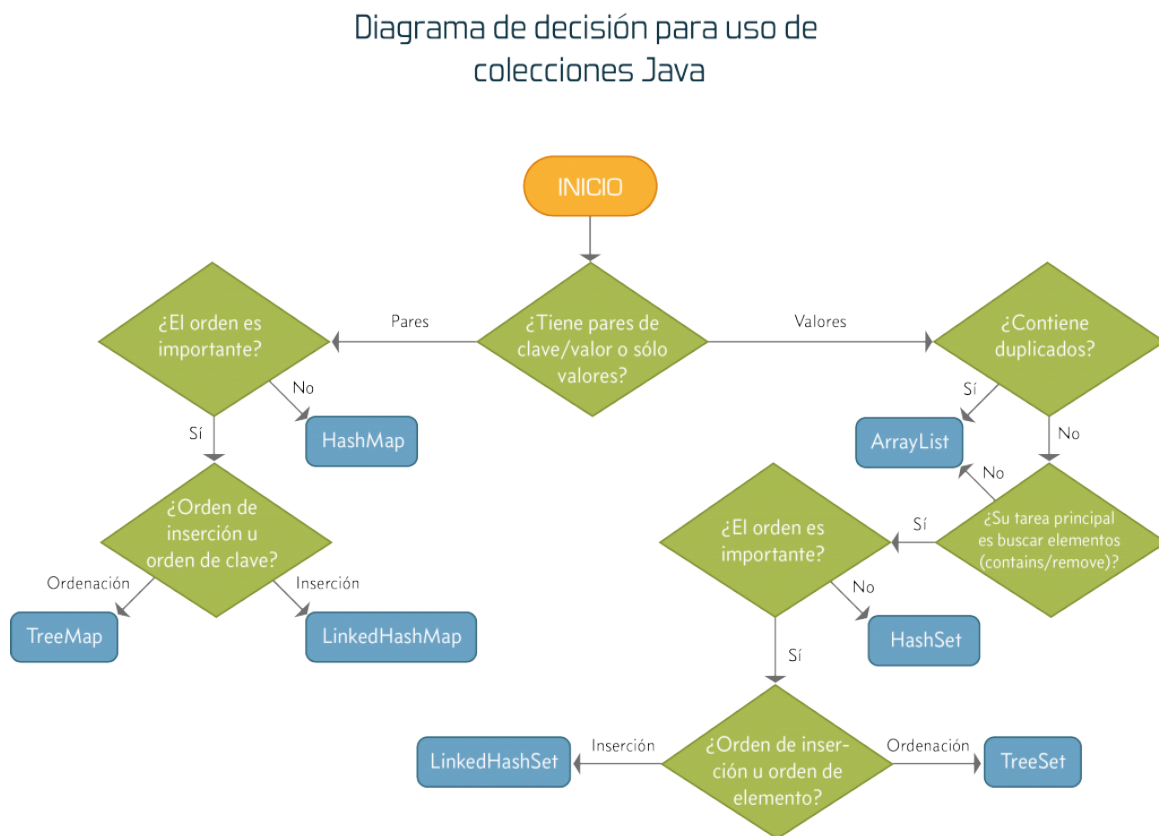 Diagrama de decisión para uso de
colecciones Java
INICIO
¿El orden es
importante?
Pares
¿Tiene pares de
clave/valor o sólo
valores?
Valores
¿Contiene
duplicados?
No
Sí
HashMap
Sí
ArrayList
No
No
¿Orden de
inserción u
orden de clave?
¿El orden es
importante?
Sí
¿Su tarea principal
es buscar elementos
(contains/remove)?
Ordenación
Inserción
No
TreeMap
LinkedHashMap
HashSet
Sí
LinkedHashSet
Inserción
¿Orden de inser-
ción u orden de
elemento?
Ordenación
TreeSet